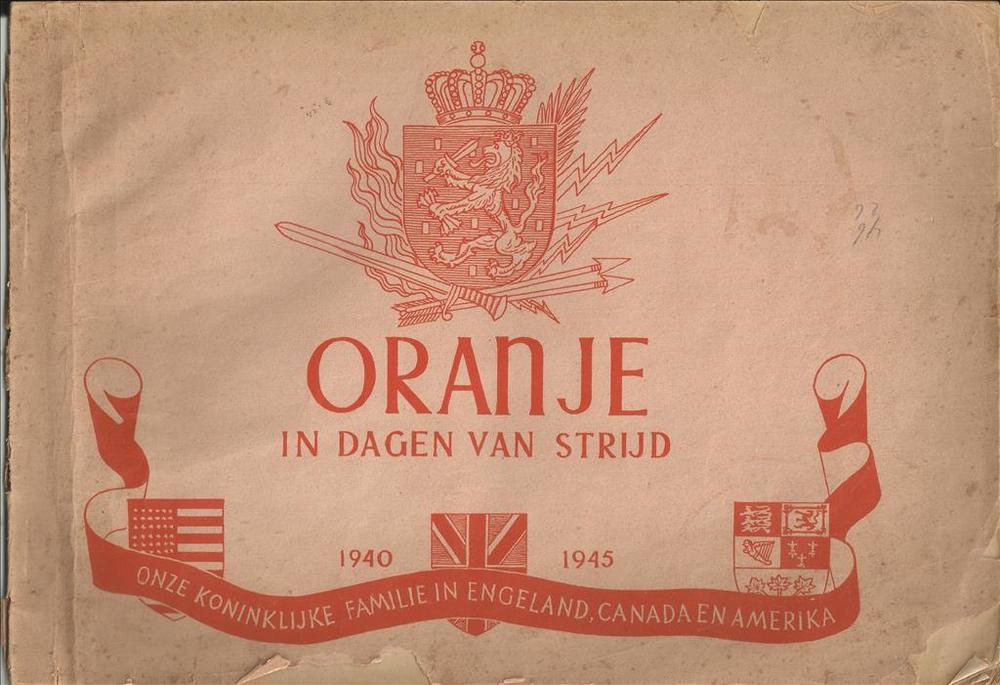 ORANJE
IN DAGEN VAN STRIJD
1940 1945
ONZE KONINKLIJKE FAMILIE IN ENGELAND, CANADA EN AMERIKA